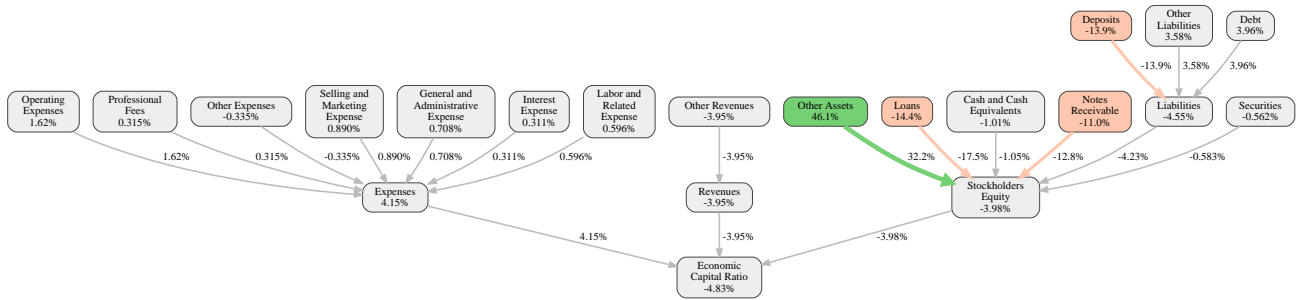 Deposits
-13.9%
Other
Liabilities
3.58%
Debt
3.96%
-13.9%
3.58%
3.96%
Operating
Expenses
1.62%
Professional
Fees
0.315%
Other Expenses
-0.335%
Selling and
Marketing
Expense
0.890%
General and
Administrative
Expense
0.708%
Interest
Expense
0.311%
Labor and
Related
Expense
0.596%
Other Revenues
-3.95%
Other Assets
46.1%
Loans
-14.4%
Cash and Cash
Equivalents
-1.01%
Notes
Receivable
-11.0%
Liabilities
-4.55%
Securities
-0.562%
1.62%
0.315%
-0.335%
0.890%
0.708%
0.311%
0.596%
-3.95%
32.2%
-17.5%
-1.05%
-12.8%
-4.23%
-0.583%
Expenses
4.15%
Revenues
-3.95%
Stockholders
Equity
-3.98%
4.15%
-3.95%
-3.98%
Economic
Capital Ratio
-4.83%